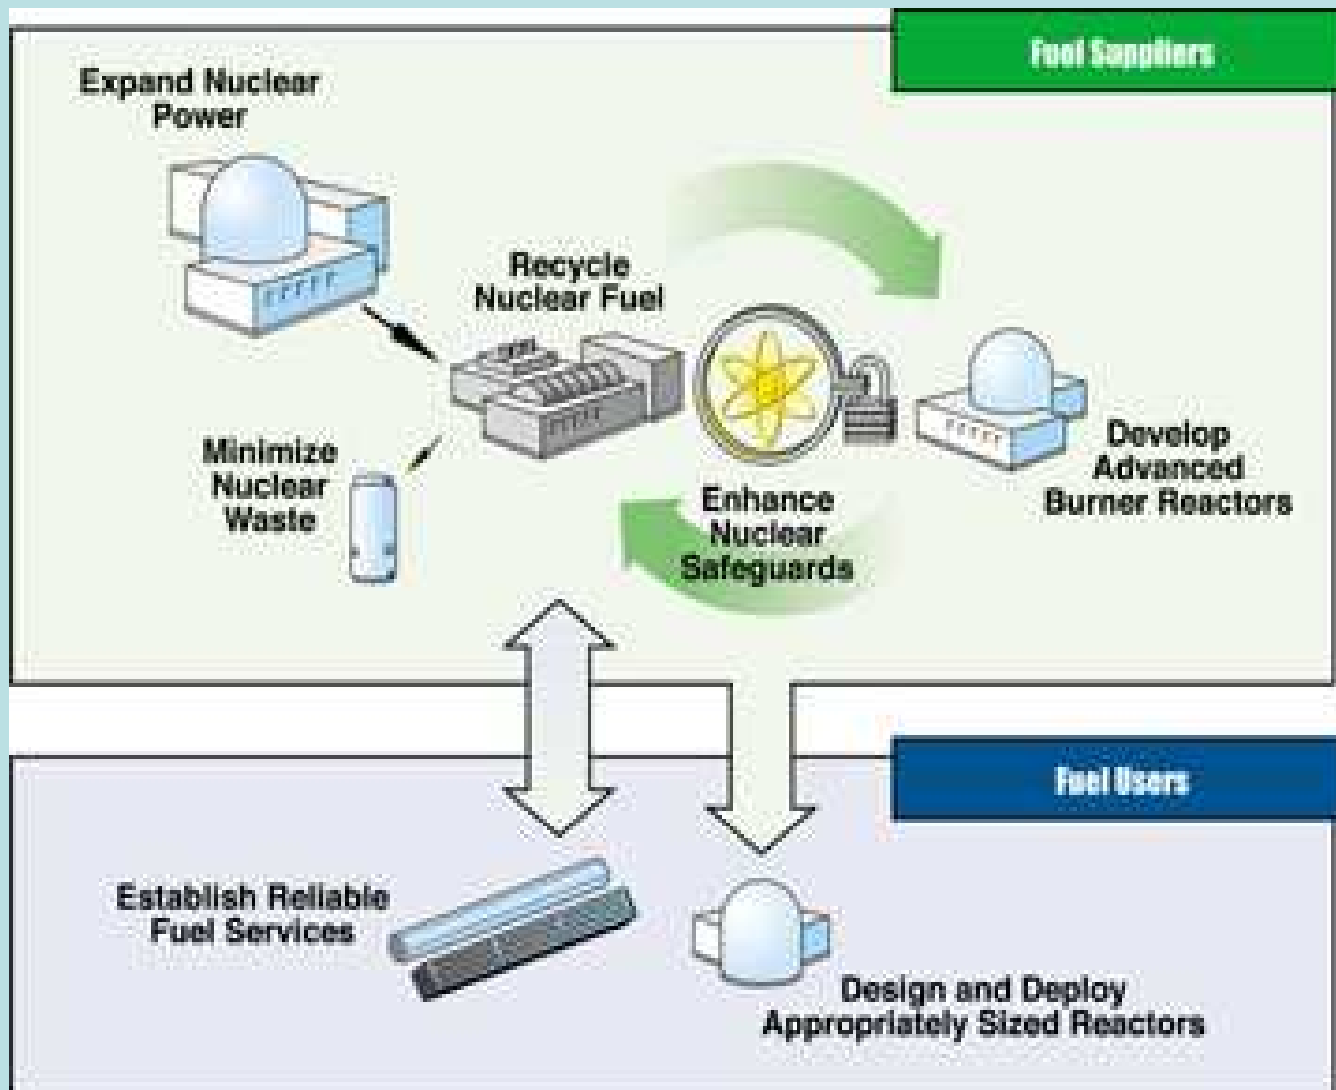 Fuel Suppliers
Expand Nuclear
Power
Recycle
Nuclear Fuel
Minimize
Nuclear
Waste
Enhance
Nuclear
Safeguards
Develop
Advanced
Burner Reactors
Fuel Users
Establish Reliable
Fuel Services
Design and Deploy
Appropriately Sized Reactors